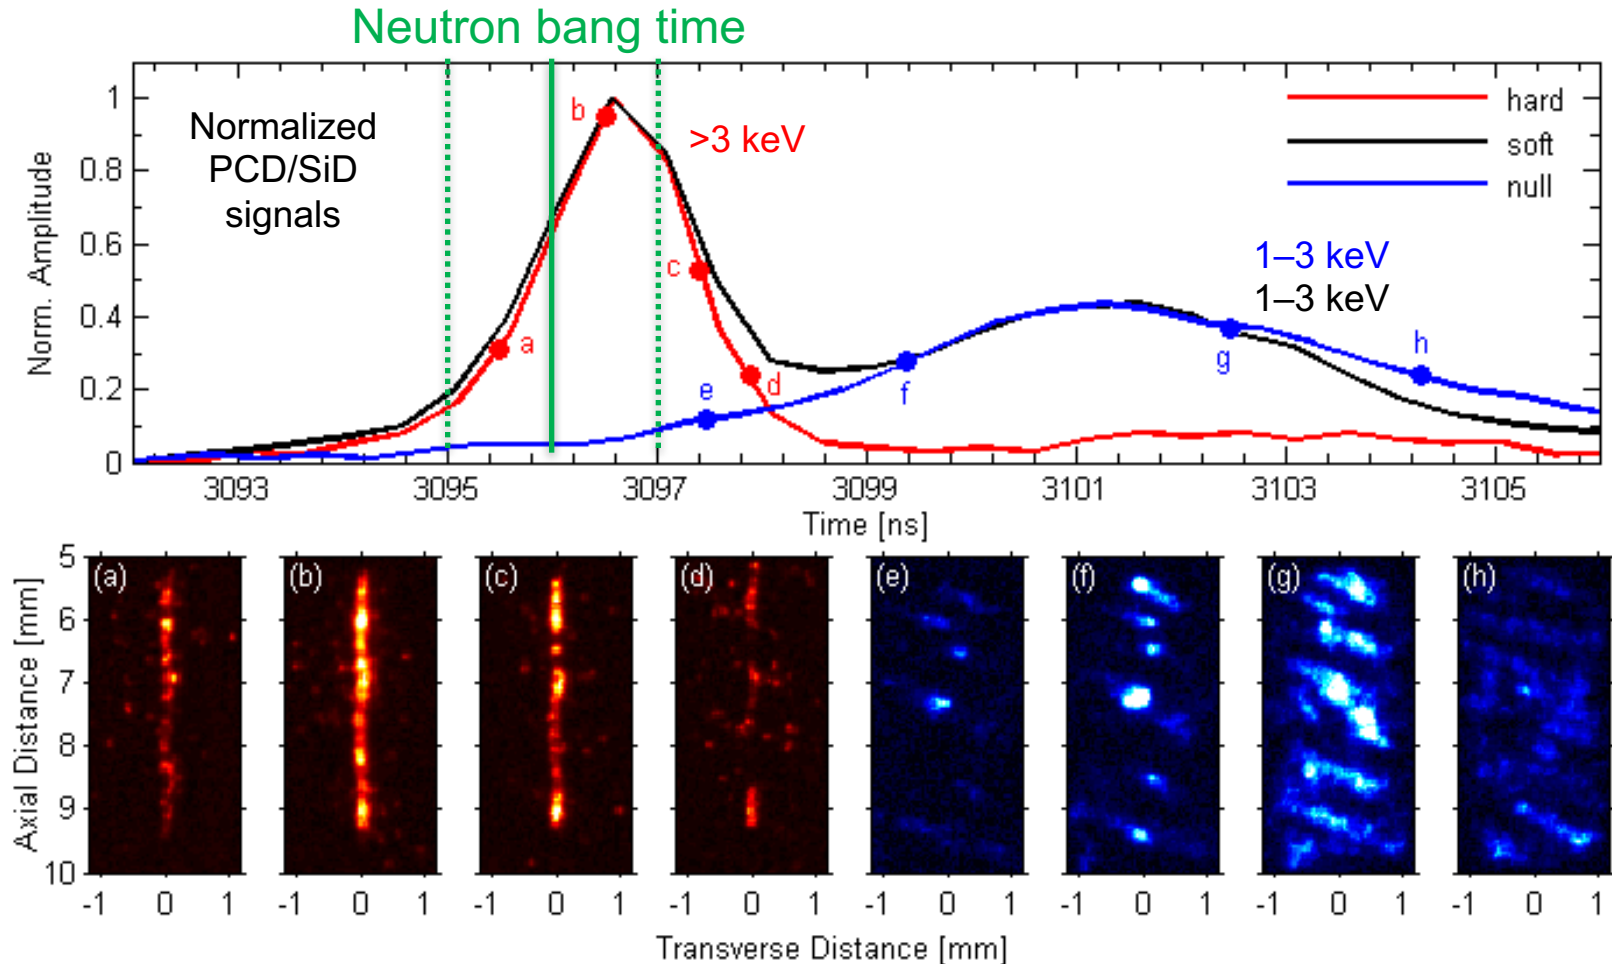 Neutron bang time
Normalized
PCD/SiD
signals
>3 keV
hard
soft
null
1–3 keV
1–3 keV
a
b
c
d
e
f
g
h
Norm. Amplitude
1
0.8
0.6
0.4
0.2
0
3093 3095 3097 3099 3101 3103 3105
Time [ns]
(a) (b) (c) (d) (e) (f) (g) (h)
Axial Distance [mm]
5
6
7
8
9
10
-1 0 1 -1 0 1 -1 0 1 -1 0 1 -1 0 1 -1 0 1 -1 0 1 -1 0 1
Transverse Distance [mm]